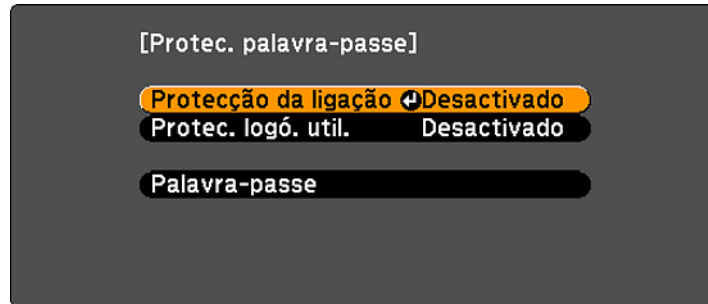 [Protec. palavra-passe]
Protecção da ligação Desactivado
Protec. logó. util. Desactivado
Palavra-passe